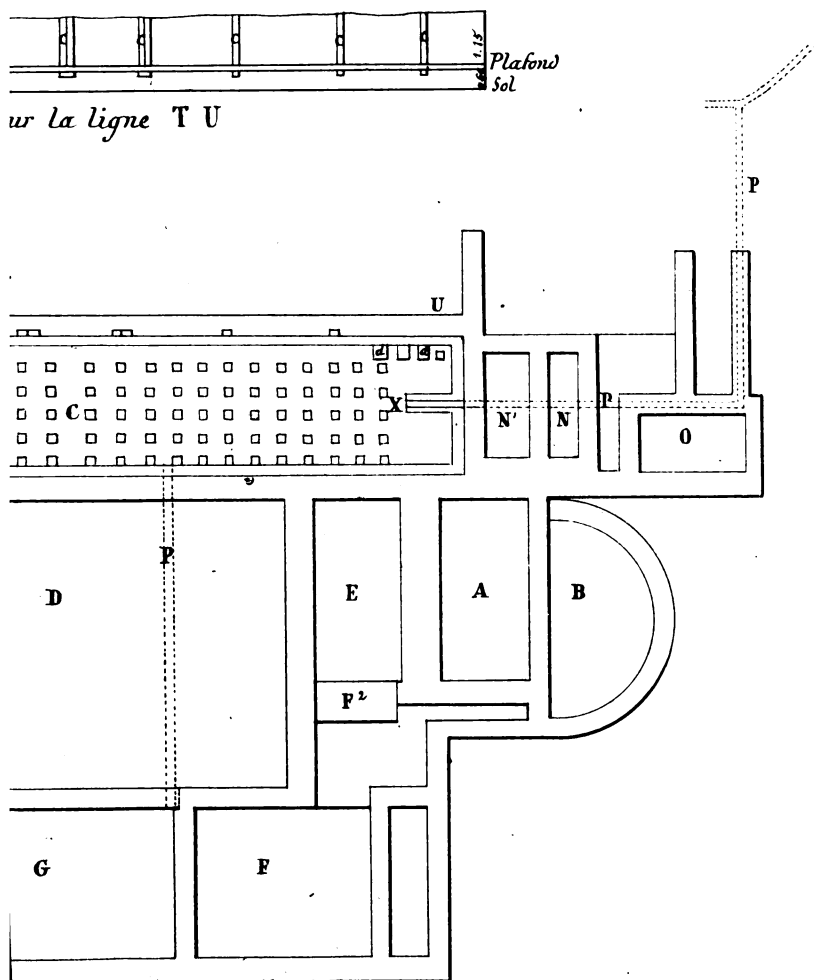 1.15
Plafond
Sol
ur la ligne T U
P
U
d d
C X P
N' N O
P
D E A B
F²
G F